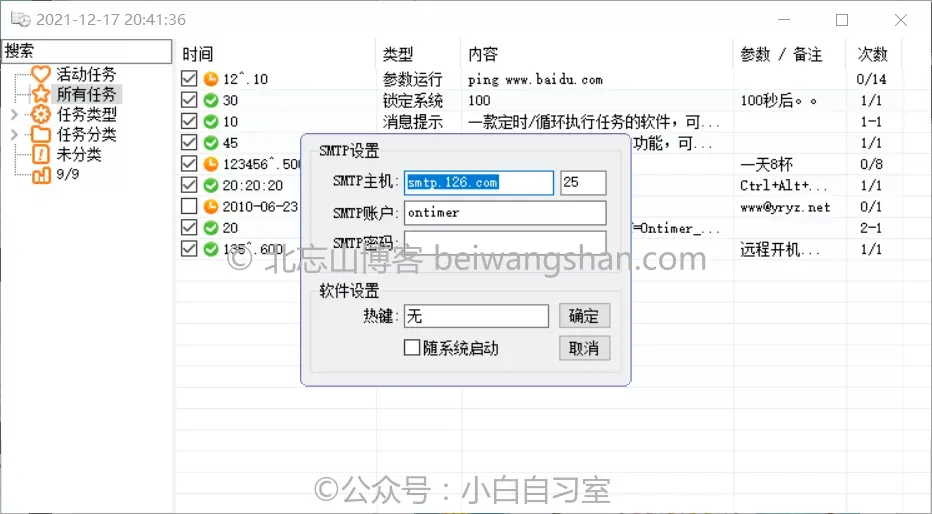 2021-12-17 20:41:36
搜索
活动任务
所有任务
任务类型
任务分类
未分类
9/9
时间 类型 内容 参数 / 备注 次数
12^.10 参数运行 ping www.baidu.com 0/14
30 锁定系统 100 100秒后。。 1/1
10 消息提示 一款定时/循环执行任务的软件，可... 1-1
45 功能，可... 1/1
123456^.500 一天8杯 0/8
20:20:20 Ctrl+Alt+... 1/1
2010-06-23 www@yryz.net 0/1
20 =Ontimer_... 2-1
135^.600 远程开机... 1/1
SMTP设置
SMTP主机: smtp.126.com 25
SMTP账户: ontimer
SMTP密码:
软件设置
热键: 无 确定
随系统启动 取消
© 北忘山博客 beiwangshan.com
©公众号：小白自习室